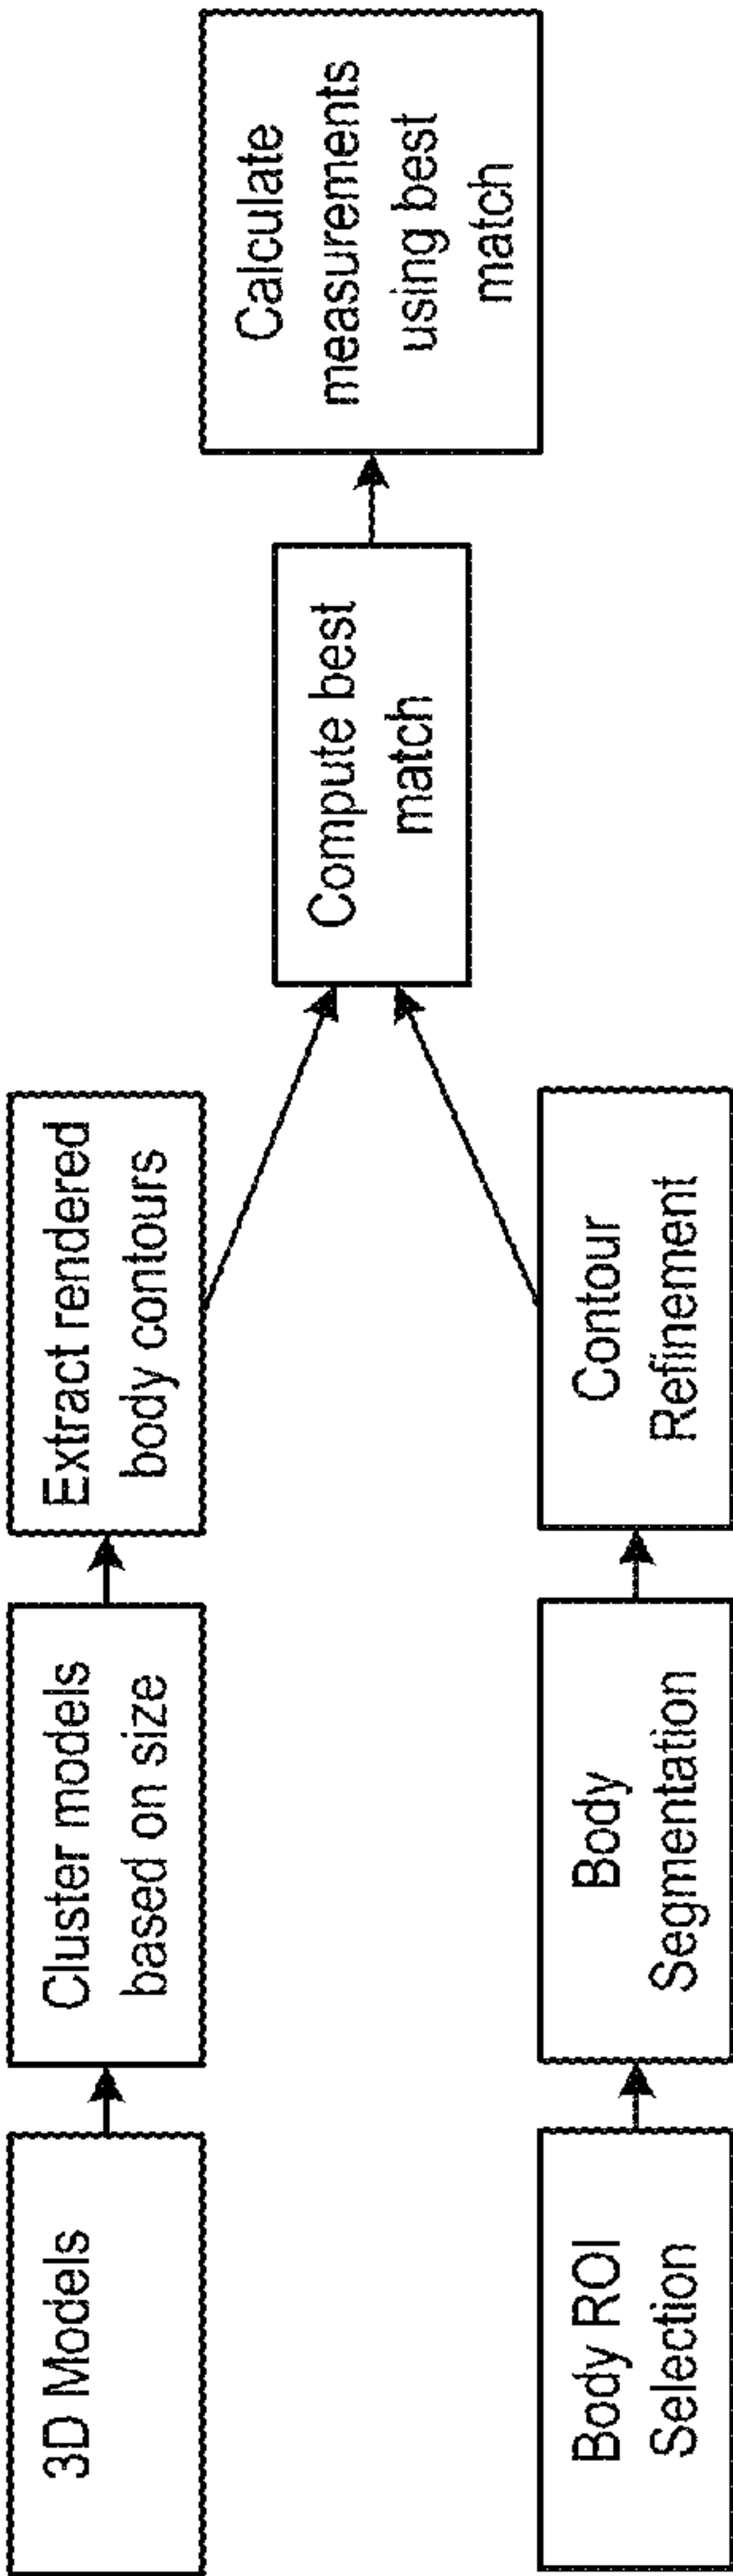 3D Models
Cluster models
based on size
Extract rendered
body contours
Body ROI
Selection
Body
Segmentation
Contour
Refinement
Compute best
match
Calculate
measurements
using best
match